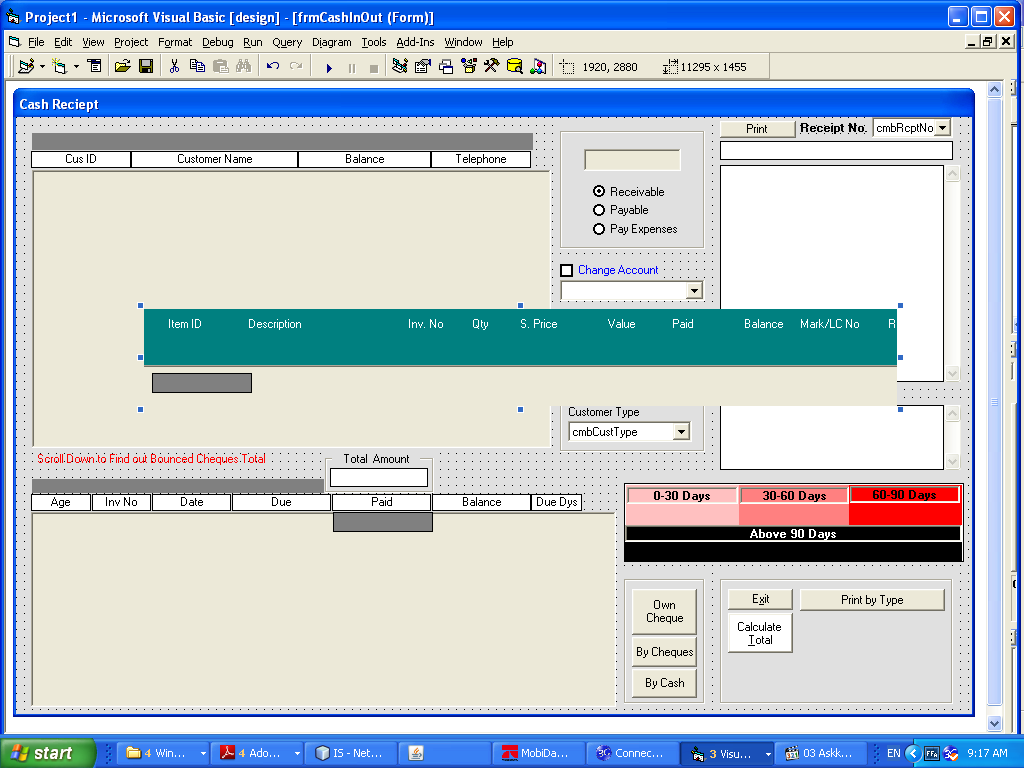 Project1 - Microsoft Visual Basic [design] - [frmCashInOut (Form)]
File Edit View Project Format Debug Run Query Diagram Tools Add-Ins Window Help
1920, 2880 11295 x 1455
Cash Reciept
Print Receipt No. cmbRcptNo
Cus ID Customer Name Balance Telephone
Receivable
Payable
Pay Expenses
Change Account
Item ID Description Inv. No Qty S. Price Value Paid Balance Mark/LC No R
Customer Type
cmbCustType
Scroll Down to Find out Bounced Cheques Total
Total Amount
Age Inv No Date Due Paid Balance Due Dys
0-30 Days 30-60 Days 60-90 Days
Above 90 Days
Own Cheque
By Cheques
By Cash
Exit Print by Type
Calculate Total
start 4 Win... 4 Ado... IS - Net... MobiDa... Connec... 3 Visu... 03 Askk... EN 9:17 AM